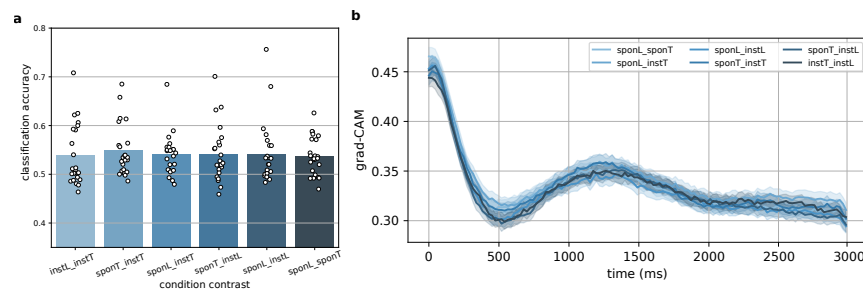 a
0.8
0.7
0.6
0.5
0.4
classification accuracy
instL_instT
sponT_instT
sponL_instT
sponT_instL
sponL_instL
sponL_sponT
condition contrast
b
sponL_sponT
sponL_instL
sponT_instL
sponL_instT
sponT_instT
instT_instL
0.45
0.40
0.35
0.30
grad-CAM
0
500
1000
1500
2000
2500
3000
time (ms)